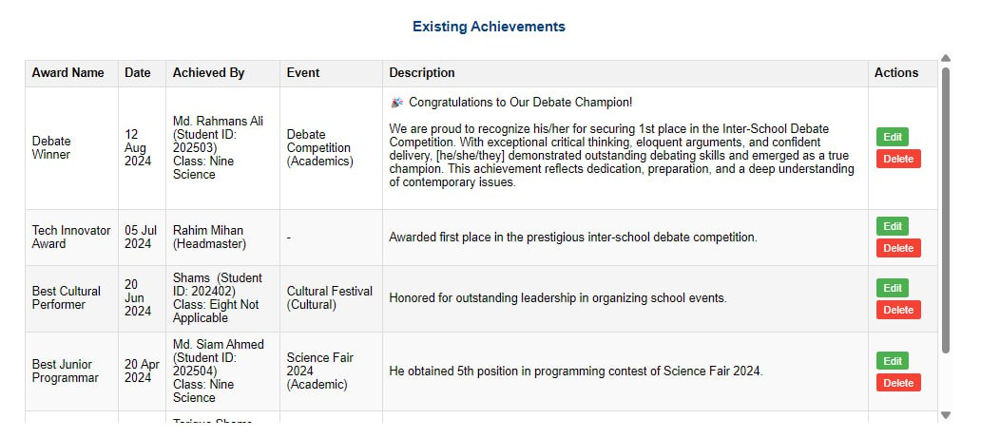 Existing Achievements
Award Name Date Achieved By Event Description Actions
Debate
Winner
12
Aug
2024
Md. Rahmans Ali
(Student ID:
202503)
Class: Nine
Science
Debate
Competition
(Academics)
🎉 Congratulations to Our Debate Champion!
We are proud to recognize his/her for securing 1st place in the Inter-School Debate
Competition. With exceptional critical thinking, eloquent arguments, and confident
delivery, [he/she/they] demonstrated outstanding debating skills and emerged as a true
champion. This achievement reflects dedication, preparation, and a deep understanding
of contemporary issues.
Edit
Delete
Tech Innovator
Award
05 Jul
2024
Rahim Mihan
(Headmaster)
-
Awarded first place in the prestigious inter-school debate competition.
Edit
Delete
Best Cultural
Performer
20
Jun
2024
Shams (Student
ID: 202402)
Class: Eight Not
Applicable
Cultural Festival
(Cultural)
Honored for outstanding leadership in organizing school events.
Edit
Delete
Best Junior
Programmar
20 Apr
2024
Md. Siam Ahmed
(Student ID:
202504)
Class: Nine
Science
Science Fair
2024
(Academic)
He obtained 5th position in programming contest of Science Fair 2024.
Edit
Delete